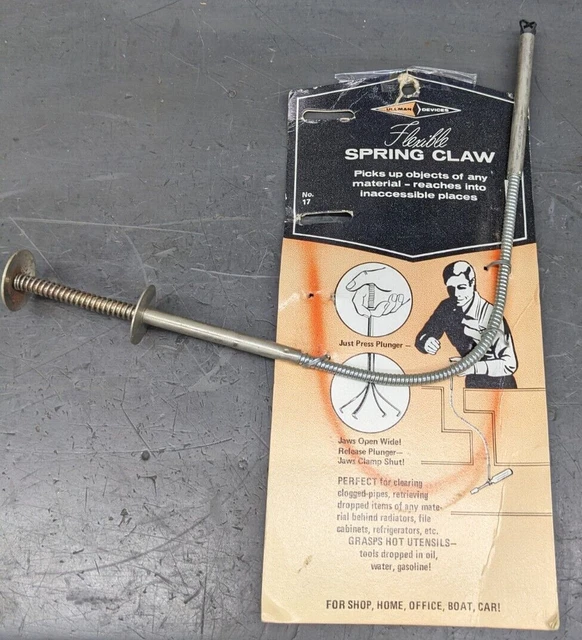 ULLMAN DEVICES
Flexible
SPRING CLAW
Picks up objects of any
material – reaches into
inaccessible places
No.
17
Just Press Plunger –
Jaws Open Wide!
Release Plunger—
Jaws Clamp Shut!
PERFECT for clearing
clogged pipes, retrieving
dropped items of any mate-
rial behind radiators, file
cabinets, refrigerators, etc.
GRASPS HOT UTENSILS—
tools dropped in oil,
water, gasoline!
FOR SHOP, HOME, OFFICE, BOAT, CAR!